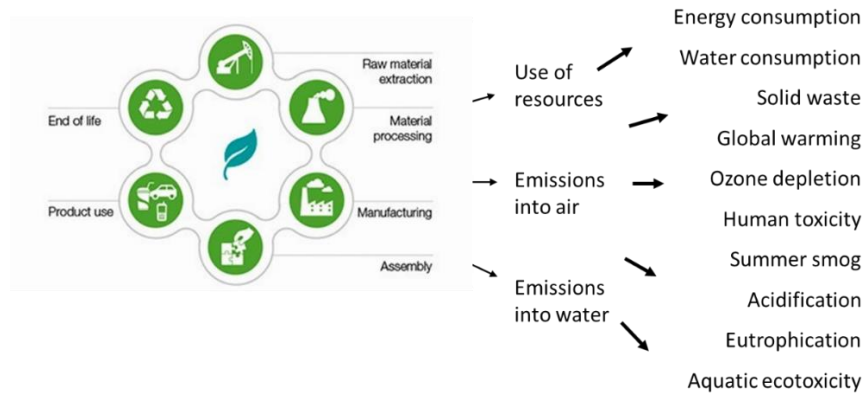 Raw material
extraction
Material
processing
Manufacturing
Assembly
Product use
End of life
Use of
resources
Emissions
into air
Emissions
into water
Energy consumption
Water consumption
Solid waste
Global warming
Ozone depletion
Human toxicity
Summer smog
Acidification
Eutrophication
Aquatic ecotoxicity